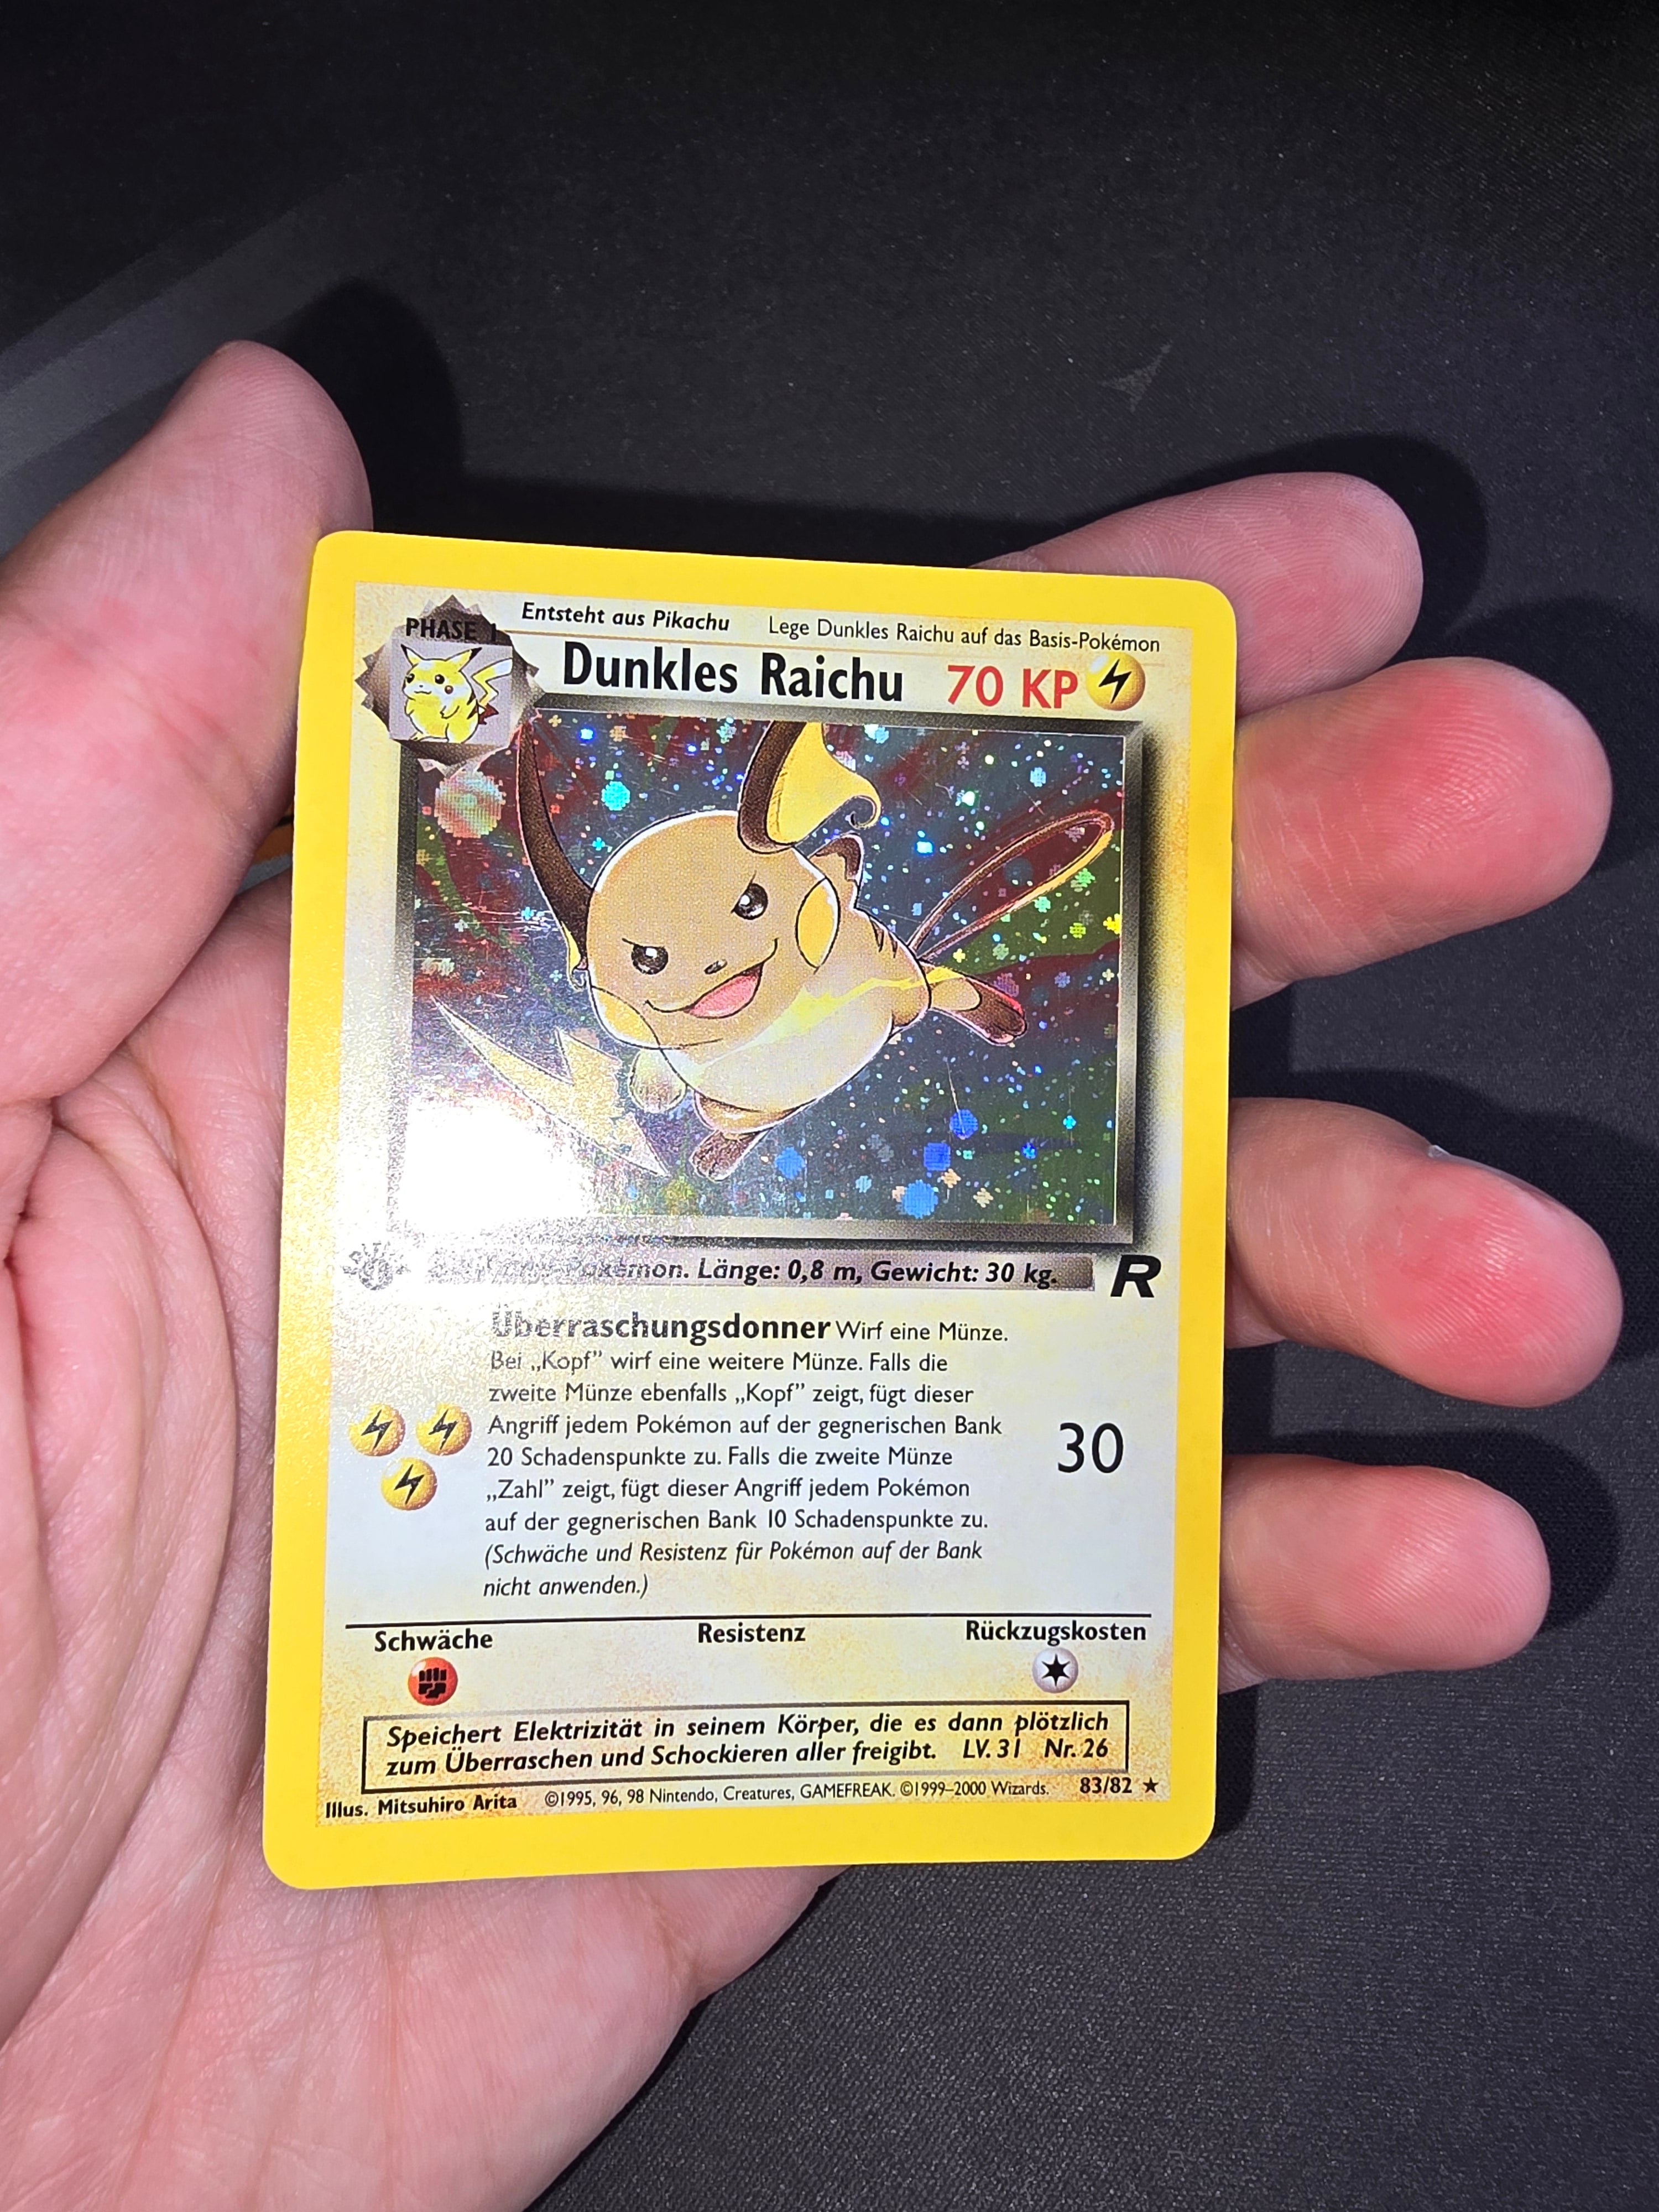 PHASE 1
Entsteht aus Pikachu
Lege Dunkles Raichu auf das Basis-Pokémon
Dunkles Raichu 70 KP
Pokémon. Länge: 0,8 m, Gewicht: 30 kg.
R
Überraschungsdonner Wirf eine Münze.
Bei „Kopf” wirf eine weitere Münze. Falls die
zweite Münze ebenfalls „Kopf” zeigt, fügt dieser
Angriff jedem Pokémon auf der gegnerischen Bank
20 Schadenspunkte zu. Falls die zweite Münze
„Zahl” zeigt, fügt dieser Angriff jedem Pokémon
auf der gegnerischen Bank 10 Schadenspunkte zu.
(Schwäche und Resistenz für Pokémon auf der Bank
nicht anwenden.)
30
Schwäche Resistenz Rückzugskosten
Speichert Elektrizität in seinem Körper, die es dann plötzlich
zum Überraschen und Schockieren aller freigibt. LV. 31 Nr. 26
Illus. Mitsuhiro Arita ©1995, 96, 98 Nintendo, Creatures, GAMEFREAK. ©1999–2000 Wizards. 83/82 ★